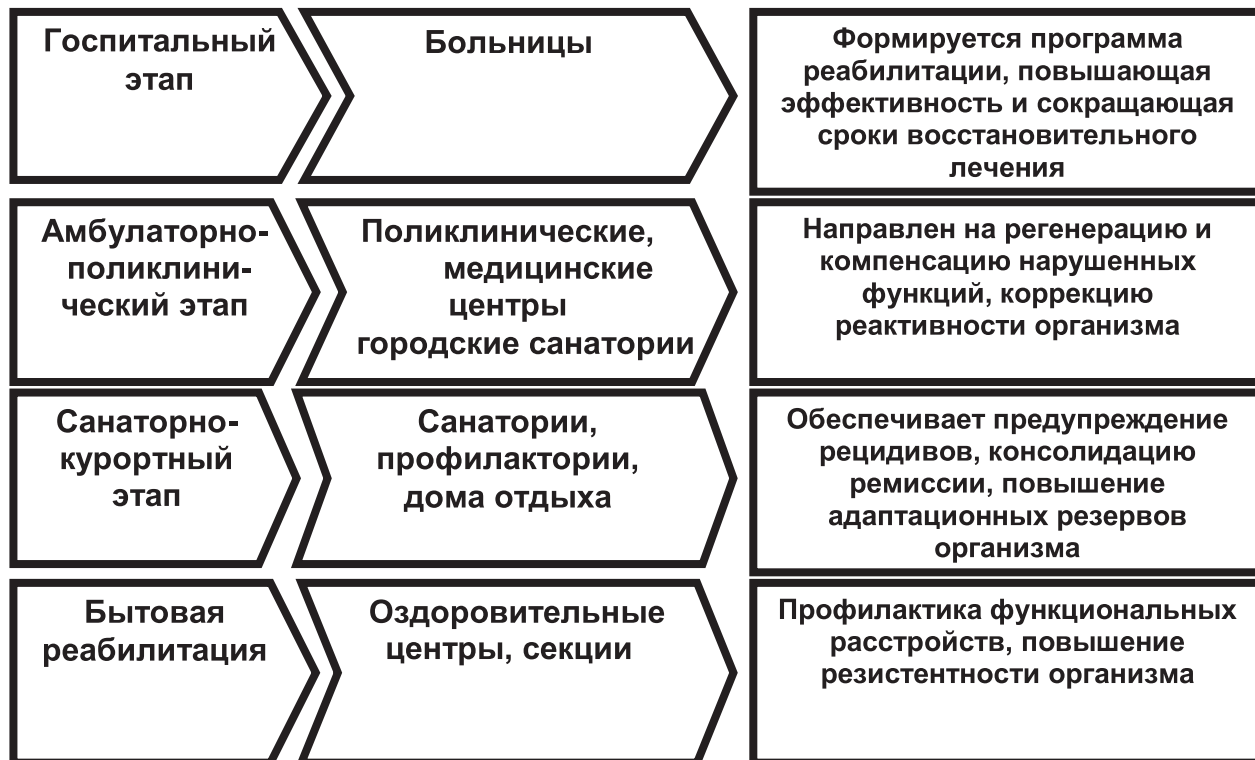 Госпитальный
этап
Больницы
Формируется программа
реабилитации, повышающая
эффективность и сокращающая
сроки восстановительного
лечения
Амбулаторно-
поликлини-
ческий этап
Поликлинические,
медицинские
центры
городские санатории
Направлен на регенерацию и
компенсацию нарушенных
функций, коррекцию
реактивности организма
Санаторно-
курортный
этап
Санатории,
профилактории,
дома отдыха
Обеспечивает предупреждение
рецидивов, консолидацию
ремиссии, повышение
адаптационных резервов
организма
Бытовая
реабилитация
Оздоровительные
центры, секции
Профилактика функциональных
расстройств, повышение
резистентности организма